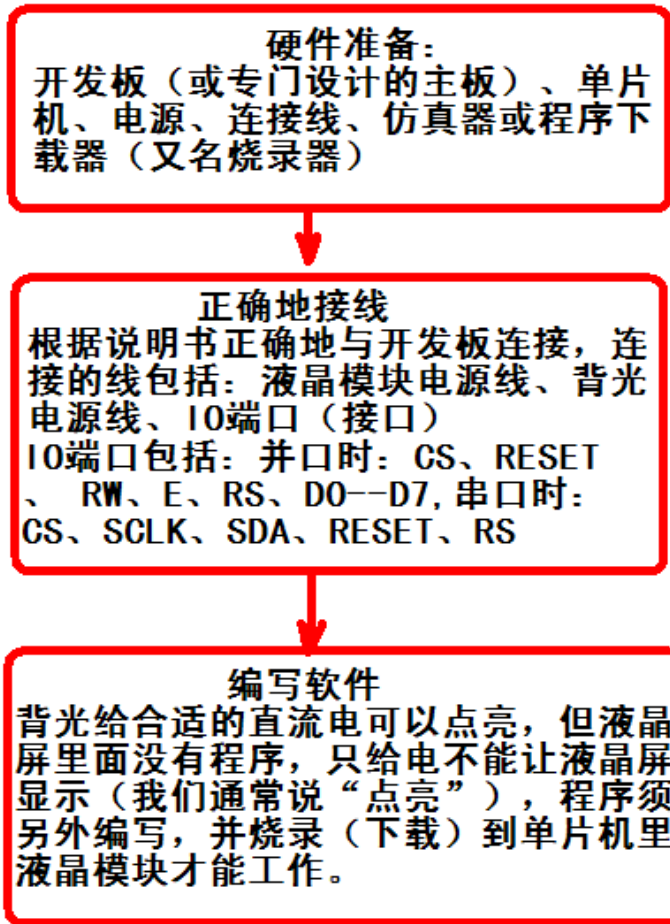 硬件准备:
开发板（或专门设计的主板）、单片
机、电源、连接线、仿真器或程序下
载器（又名烧录器）
正确地接线
根据说明书正确地与开发板连接，连
接的线包括：液晶模块电源线、背光
电源线、IO端口（接口）
IO端口包括：并口时：CS、RESET
、 RW、E、RS、D0--D7,串口时：
CS、SCLK、SDA、RESET、RS
编写软件
背光给合适的直流电可以点亮，但液晶
屏里面没有程序，只给电不能让液晶屏
显示（我们通常说“点亮”），程序须
另外编写，并烧录（下载）到单片机里
液晶模块才能工作。